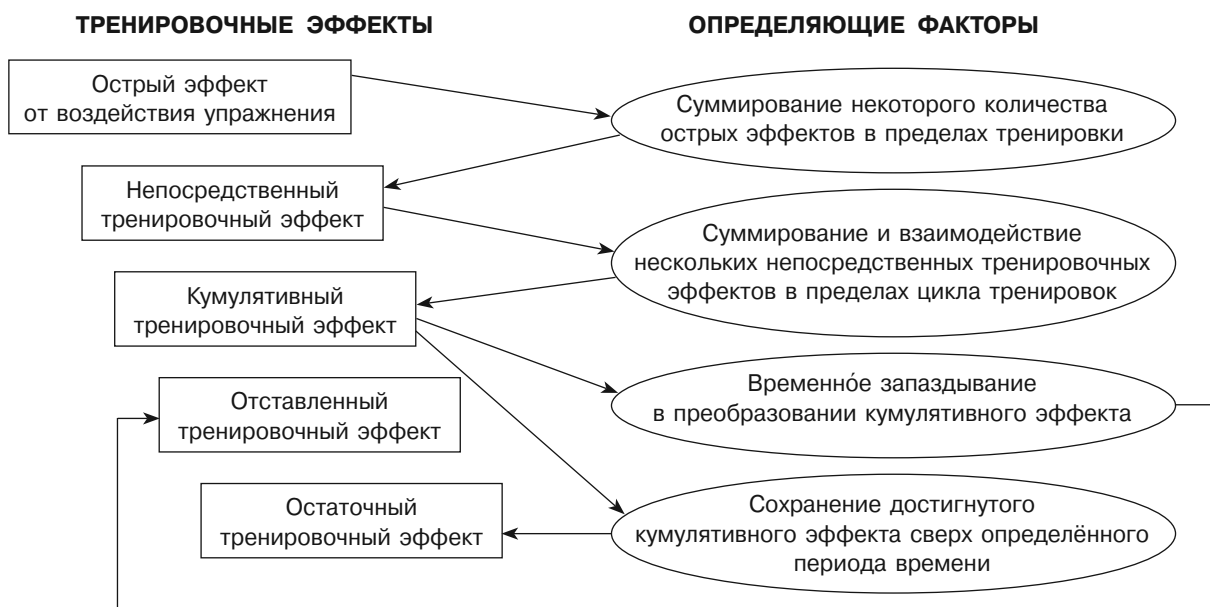 ТРЕНИРОВОЧНЫЕ ЭФФЕКТЫ
ОПРЕДЕЛЯЮЩИЕ ФАКТОРЫ
Острый эффект
от воздействия упражнения
Суммирование некоторого количества
острых эффектов в пределах тренировки
Непосредственный
тренировочный эффект
Суммирование и взаимодействие
нескольких непосредственных тренировочных
эффектов в пределах цикла тренировок
Кумулятивный
тренировочный эффект
Временно́е запаздывание
в преобразовании кумулятивного эффекта
Отставленный
тренировочный эффект
Сохранение достигнутого
кумулятивного эффекта сверх определённого
периода времени
Остаточный
тренировочный эффект